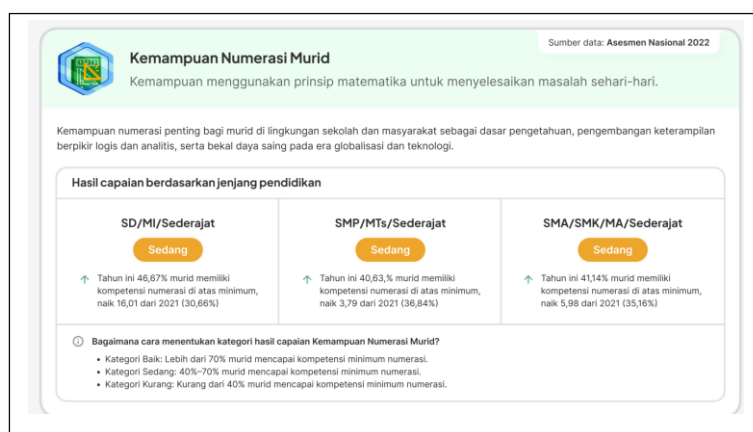 Sumber data: Asesmen Nasional 2022
Kemampuan Numerasi Murid
Kemampuan menggunakan prinsip matematika untuk menyelesaikan masalah sehari-hari.
Kemampuan numerasi penting bagi murid di lingkungan sekolah dan masyarakat sebagai dasar pengetahuan, pengembangan keterampilan
berpikir logis dan analitis, serta bekal daya saing pada era globalisasi dan teknologi.
Hasil capaian berdasarkan jenjang pendidikan
SD/MI/Sederajat
Sedang
Tahun ini 46,67% murid memiliki
kompetensi numerasi di atas minimum,
naik 16,01 dari 2021 (30,66%)
SMP/MTs/Sederajat
Sedang
Tahun ini 40,63,% murid memiliki
kompetensi numerasi di atas minimum,
naik 3,79 dari 2021 (36,84%)
SMA/SMK/MA/Sederajat
Sedang
Tahun ini 41,14% murid memiliki
kompetensi numerasi di atas minimum,
naik 5,98 dari 2021 (35,16%)
Bagaimana cara menentukan kategori hasil capaian Kemampuan Numerasi Murid?
• Kategori Baik: Lebih dari 70% murid mencapai kompetensi minimum numerasi.
• Kategori Sedang: 40%-70% murid mencapai kompetensi minimum numerasi.
• Kategori Kurang: Kurang dari 40% murid mencapai kompetensi minimum numerasi.